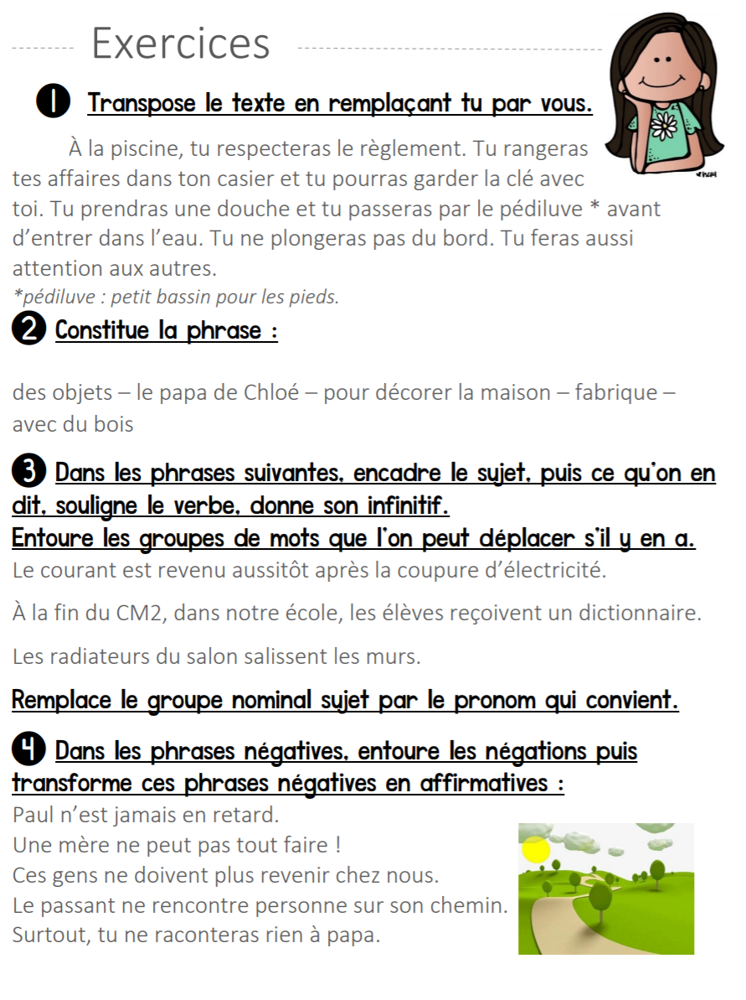 Exercices
1 Transpose le texte en remplaçant tu par vous.
À la piscine, tu respecteras le règlement. Tu rangeras
tes affaires dans ton casier et tu pourras garder la clé avec
toi. Tu prendras une douche et tu passeras par le pédiluve * avant
d’entrer dans l’eau. Tu ne plongeras pas du bord. Tu feras aussi
attention aux autres.
*pédiluve : petit bassin pour les pieds.
2 Constitue la phrase :
des objets – le papa de Chloé – pour décorer la maison – fabrique –
avec du bois
3 Dans les phrases suivantes, encadre le sujet, puis ce qu’on en
dit, souligne le verbe, donne son infinitif.
Entoure les groupes de mots que l’on peut déplacer s’il y en a.
Le courant est revenu aussitôt après la coupure d’électricité.
À la fin du CM2, dans notre école, les élèves reçoivent un dictionnaire.
Les radiateurs du salon salissent les murs.
Remplace le groupe nominal sujet par le pronom qui convient.
4 Dans les phrases négatives, entoure les négations puis
transforme ces phrases négatives en affirmatives :
Paul n’est jamais en retard.
Une mère ne peut pas tout faire !
Ces gens ne doivent plus revenir chez nous.
Le passant ne rencontre personne sur son chemin.
Surtout, tu ne raconteras rien à papa.